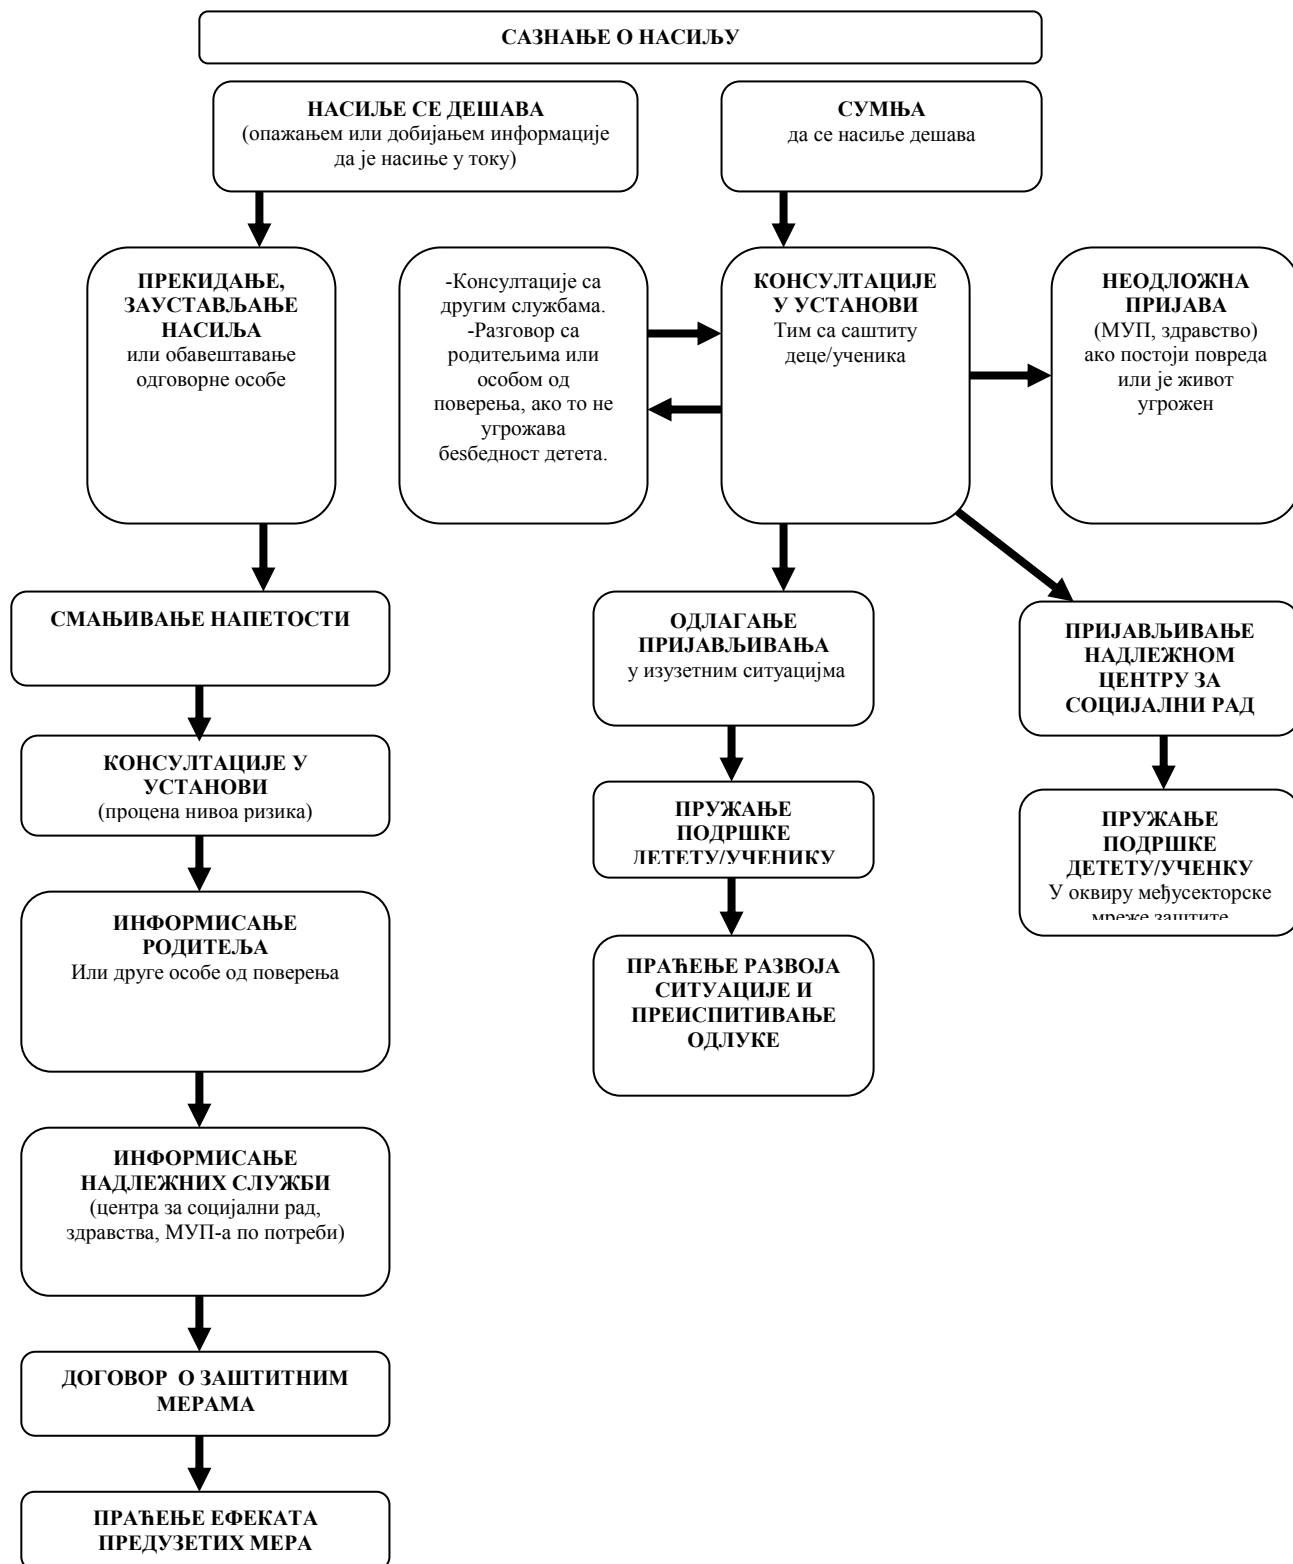 САЗНАЊЕ О НАСИЉУ
НАСИЉЕ СЕ ДЕШАВА
(опажањем или добијањем информације
да је насиње у току)
СУМЊА
да се насиље дешава
ПРЕКИДАЊЕ,
ЗАУСТАВЉАЊЕ
НАСИЉА
или обавештавање
одговорне особе
-Консултације са
другим службама.
-Разговор са
родитељима или
особом од
поверења, ако то не
угрожава
беѕбедност детета.
КОНСУЛТАЦИЈЕ
У УСТАНОВИ
Тим са саштиту
деце/ученика
НЕОДЛОЖНА
ПРИЈАВА
(МУП, здравство)
ако постоји повреда
или је живот
угрожен
СМАЊИВАЊЕ НАПЕТОСТИ
КОНСУЛТАЦИЈЕ У
УСТАНОВИ
(процена нивоа ризика)
ИНФОРМИСАЊЕ
РОДИТЕЉА
Или друге особе од поверења
ИНФОРМИСАЊЕ
НАДЛЕЖНИХ СЛУЖБИ
(центра за социјални рад,
здравства, МУП-а по потреби)
ДОГОВОР О ЗАШТИТНИМ
МЕРАМА
ПРАЋЕЊЕ ЕФЕКАТА
ПРЕДУЗЕТИХ МЕРА
ОДЛАГАЊЕ
ПРИЈАВЉИВАЊА
у изузетним ситуацијма
ПРУЖАЊЕ
ПОДРШКЕ
ДЕТЕТУ/УЧЕНИКУ
ПРАЋЕЊЕ РАЗВОЈА
СИТУАЦИЈЕ И
ПРЕИСПИТИВАЊЕ
ОДЛУКЕ
ПРИЈАВЉИВАЊЕ
НАДЛЕЖНОМ
ЦЕНТРУ ЗА
СОЦИЈАЛНИ РАД
ПРУЖАЊЕ
ПОДРШКЕ
ДЕТЕТУ/УЧЕНКУ
У оквиру међусекторске
мреже заштите